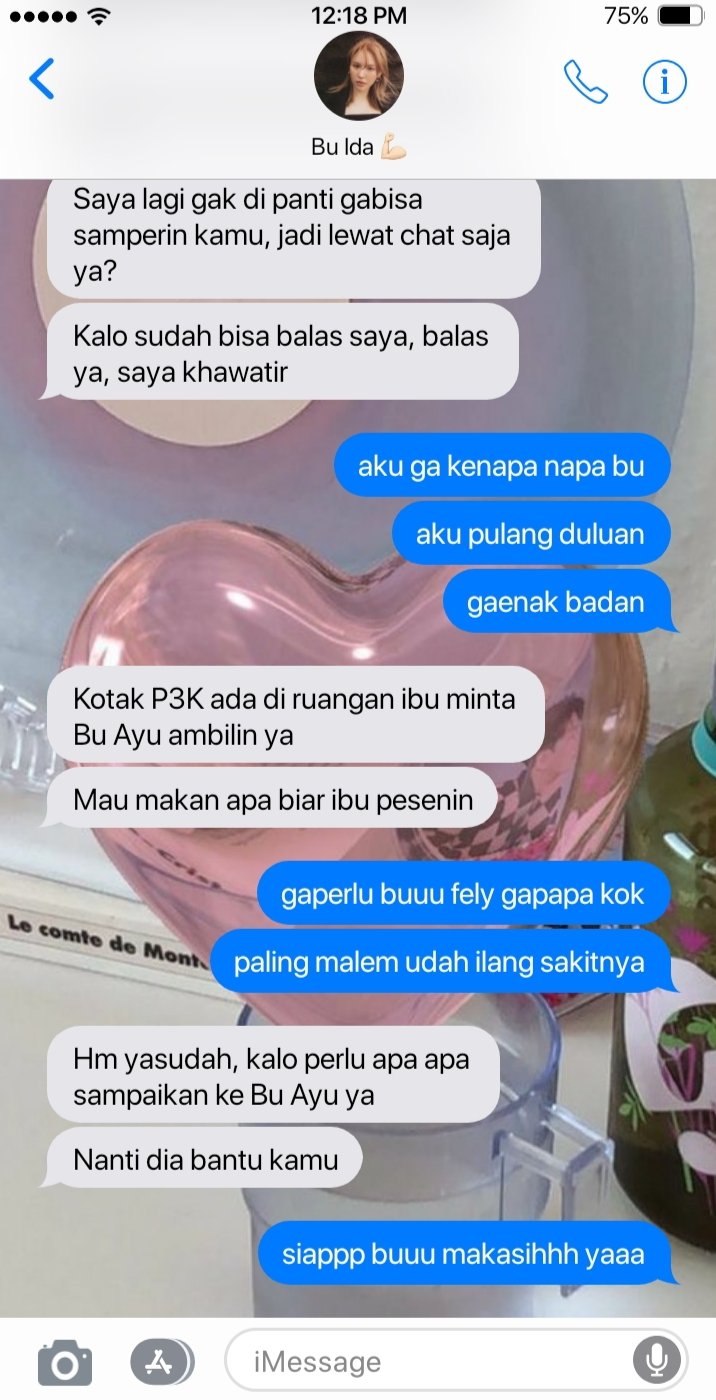 12:18 PM
75%
Bu Ida 💪🏻
Saya lagi gak di panti gabisa
samperin kamu, jadi lewat chat saja
ya?
Kalo sudah bisa balas saya, balas
ya, saya khawatir
aku ga kenapa napa bu
aku pulang duluan
gaenak badan
Kotak P3K ada di ruangan ibu minta
Bu Ayu ambilin ya
Mau makan apa biar ibu pesenin
gaperlu buuu fely gapapa kok
Le comte de
paling malem udah ilang sakitnya
Hm yasudah, kalo perlu apa apa
sampaikan ke Bu Ayu ya
Nanti dia bantu kamu
siappp buuu makasihhh yaaa
iMessage